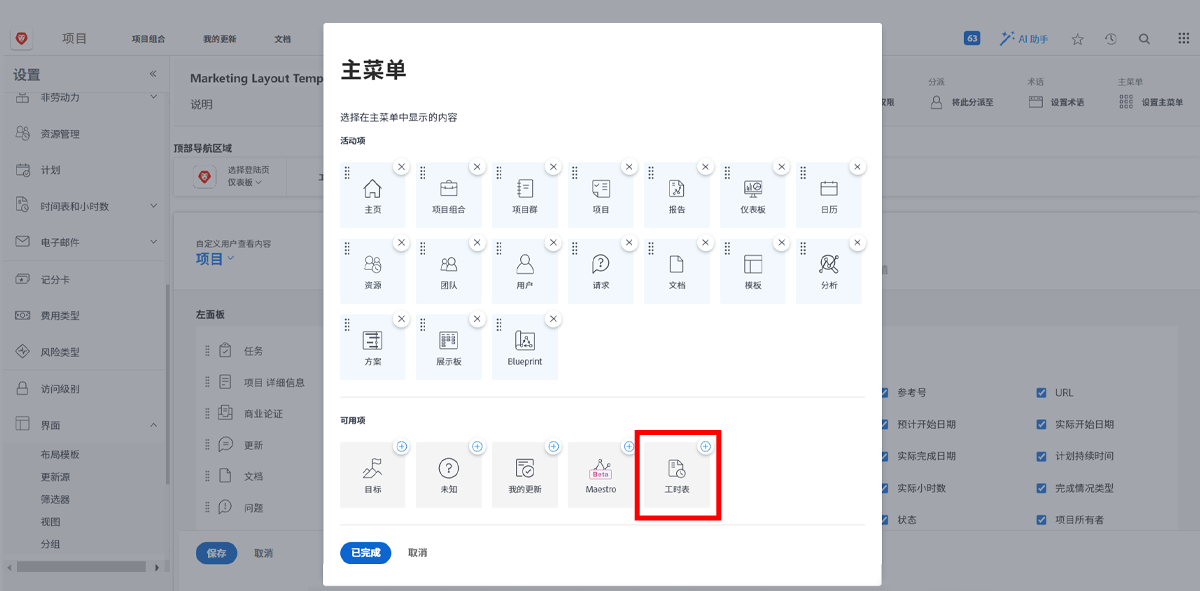 项目
项目组合
我的更新
文档
63
AI 助手
设置
非劳动力
资源管理
计划
时间表和小时数
电子邮件
记分卡
费用类型
风险类型
访问级别
界面
布局模板
更新源
筛选器
视图
分组
Marketing Layout Temp
说明
分派
将此分派至
术语
设置术语
主菜单
设置主菜单
顶部导航区域
选择登陆页
仪表板
自定义用户查看内容
项目
左面板
任务
项目 详细信息
商业论证
更新
文档
问题
保存
取消
主菜单
选择在主菜单中显示的内容
活动项
主页
项目组合
项目群
项目
报告
仪表板
日历
资源
团队
用户
请求
文档
模板
分析
方案
展示板
Blueprint
可用项
目标
未知
我的更新
Beta
Maestro
工时表
已完成
取消
参考号
URL
预计开始日期
实际开始日期
实际完成日期
计划持续时间
实际小时数
完成情况类型
状态
项目所有者